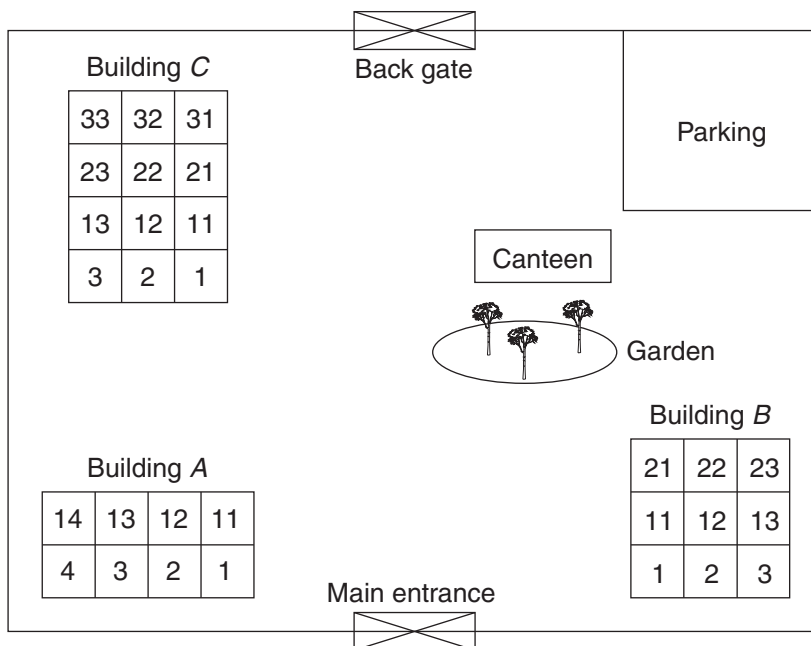 Back gate
Building C
33 32 31
23 22 21
13 12 11
3 2 1
Parking
Canteen
Garden
Building B
21 22 23
11 12 13
1 2 3
Building A
14 13 12 11
4 3 2 1
Main entrance